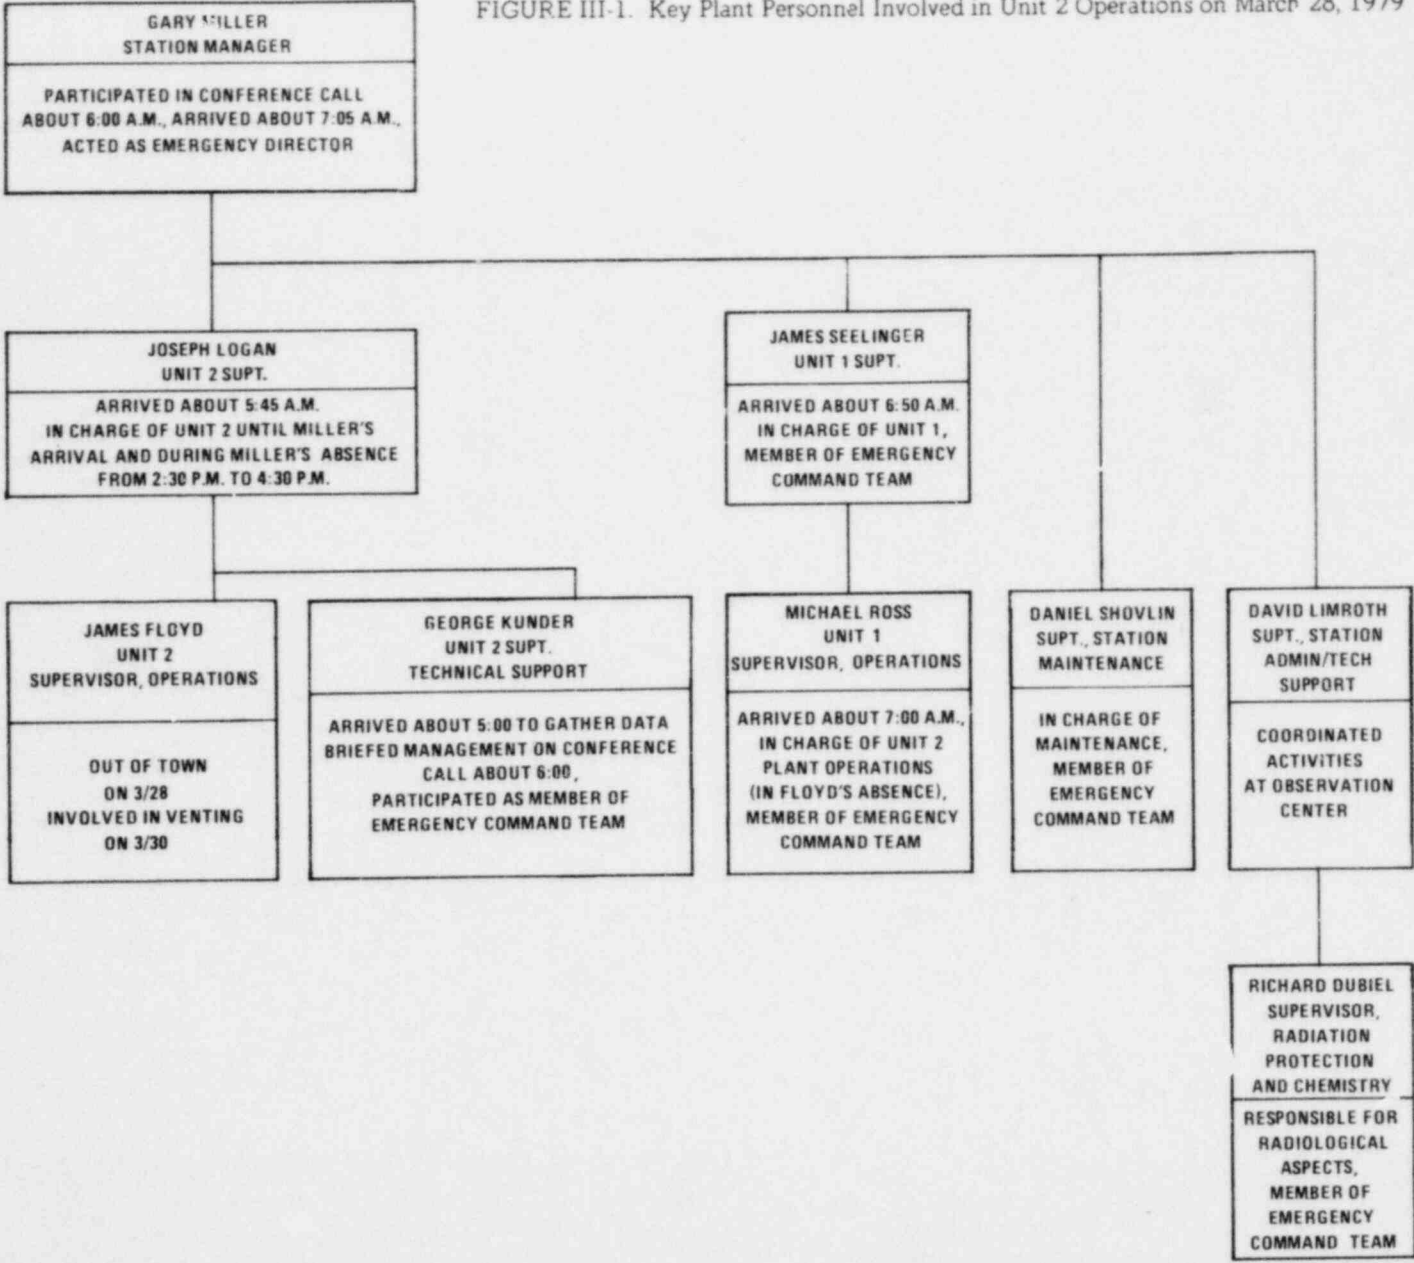 FIGURE III-1. Key Plant Personnel Involved in Unit 2 Operations on March 28, 1979
GARY MILLER
STATION MANAGER
PARTICIPATED IN CONFERENCE CALL
ABOUT 6:00 A.M., ARRIVED ABOUT 7:05 A.M.,
ACTED AS EMERGENCY DIRECTOR
JOSEPH LOGAN
UNIT 2 SUPT.
ARRIVED ABOUT 5:45 A.M.
IN CHARGE OF UNIT 2 UNTIL MILLER'S
ARRIVAL AND DURING MILLER'S ABSENCE
FROM 2:30 P.M. TO 4:30 P.M.
JAMES SEELINGER
UNIT 1 SUPT.
ARRIVED ABOUT 6:50 A.M.
IN CHARGE OF UNIT 1,
MEMBER OF EMERGENCY
COMMAND TEAM
JAMES FLOYD
UNIT 2
SUPERVISOR, OPERATIONS
OUT OF TOWN
ON 3/28
INVOLVED IN VENTING
ON 3/30
GEORGE KUNDER
UNIT 2 SUPT.
TECHNICAL SUPPORT
ARRIVED ABOUT 5:00 TO GATHER DATA
BRIEFED MANAGEMENT ON CONFERENCE
CALL ABOUT 6:00,
PARTICIPATED AS MEMBER OF
EMERGENCY COMMAND TEAM
MICHAEL ROSS
UNIT 1
SUPERVISOR, OPERATIONS
ARRIVED ABOUT 7:00 A.M.,
IN CHARGE OF UNIT 2
PLANT OPERATIONS
(IN FLOYD'S ABSENCE),
MEMBER OF EMERGENCY
COMMAND TEAM
DANIEL SHOVLIN
SUPT., STATION
MAINTENANCE
IN CHARGE OF
MAINTENANCE,
MEMBER OF
EMERGENCY
COMMAND TEAM
DAVID LIMROTH
SUPT., STATION
ADMIN/TECH
SUPPORT
COORDINATED
ACTIVITIES
AT OBSERVATION
CENTER
RICHARD DUBIEL
SUPERVISOR,
RADIATION
PROTECTION
AND CHEMISTRY
RESPONSIBLE FOR
RADIOLOGICAL
ASPECTS,
MEMBER OF
EMERGENCY
COMMAND TEAM